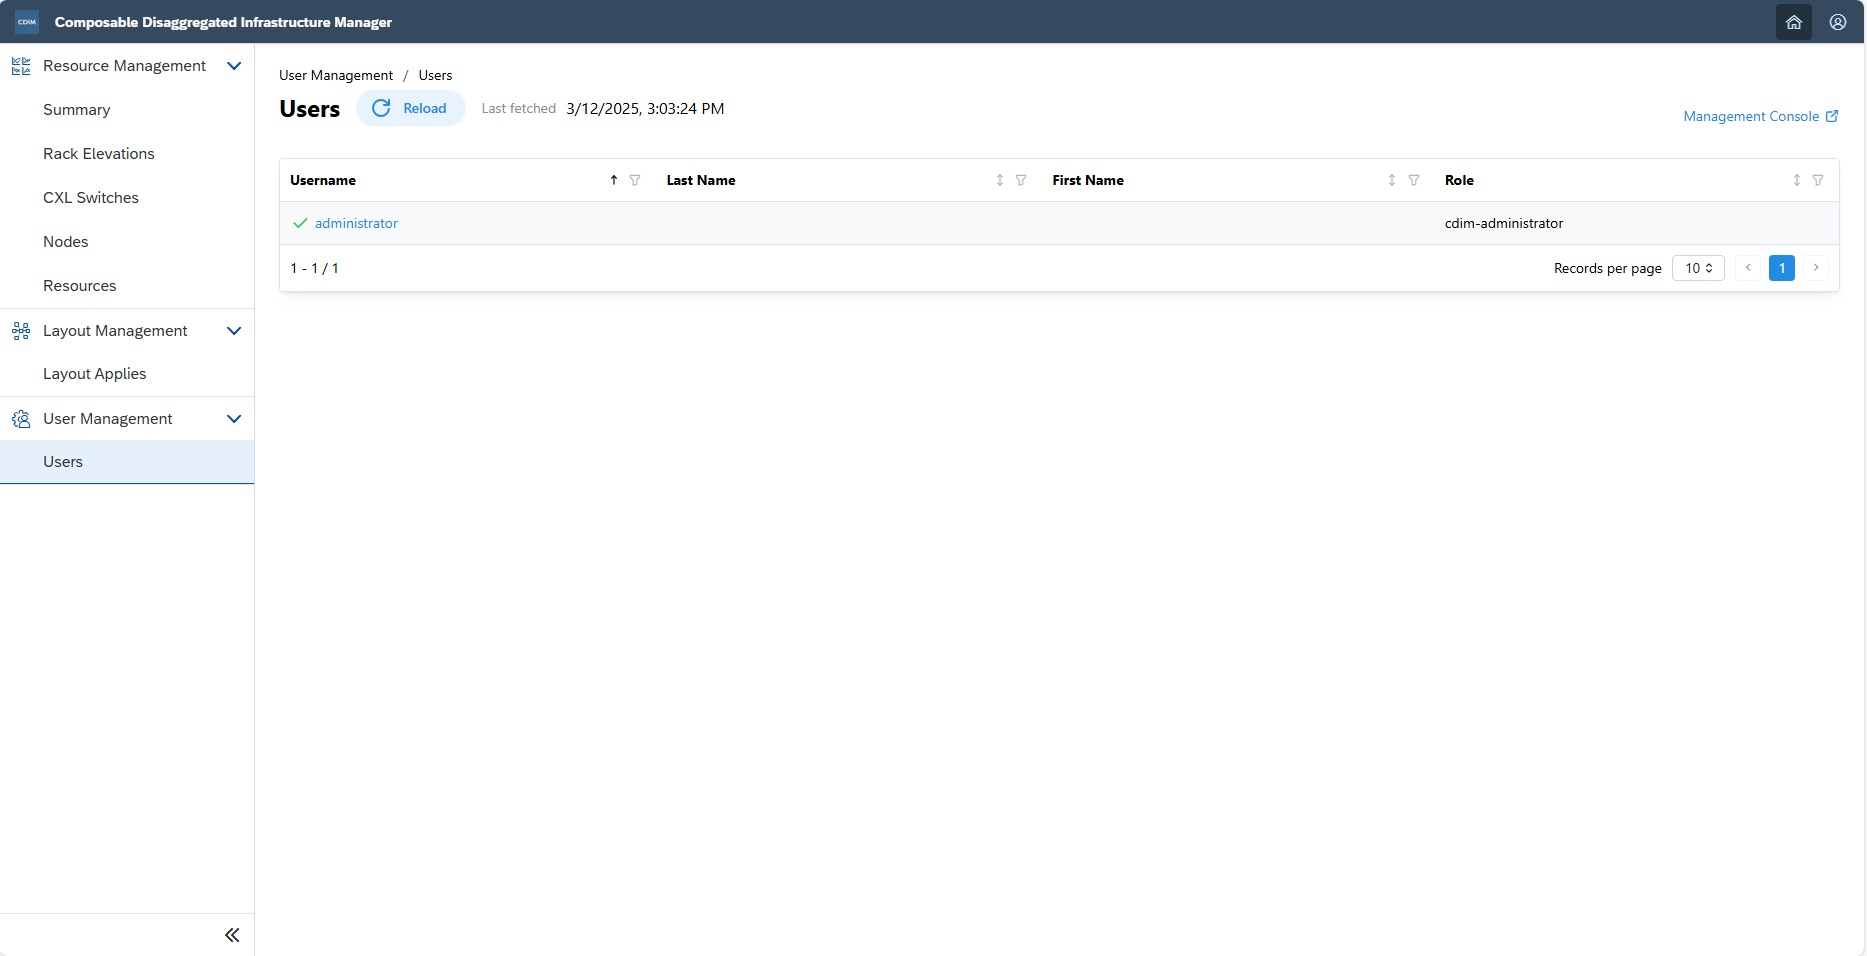 CDIM Composable Disaggregated Infrastructure Manager
Resource Management
Summary
Rack Elevations
CXL Switches
Nodes
Resources
Layout Management
Layout Applies
User Management
Users
User Management / Users
Users Reload Last fetched 3/12/2025, 3:03:24 PM
Management Console
Username Last Name First Name Role
administrator cdim-administrator
1 - 1 / 1 Records per page 10 1